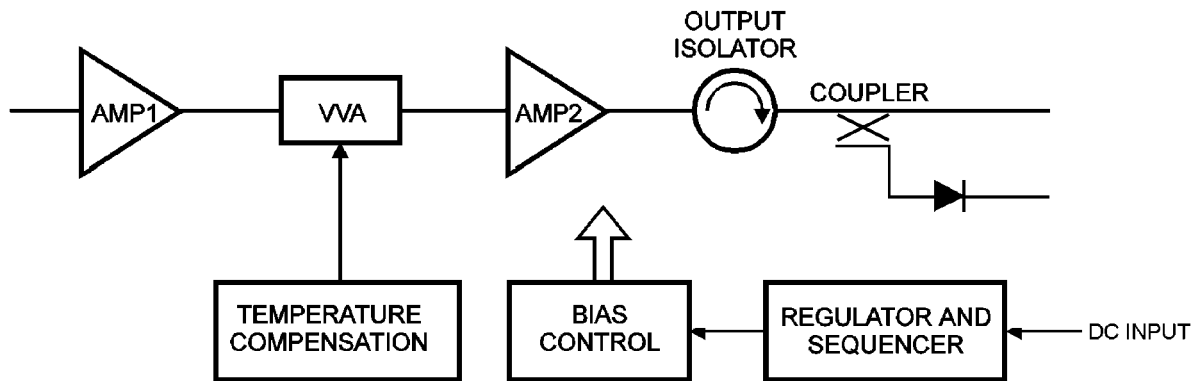 OUTPUT
ISOLATOR
AMP1
VVA
AMP2
COUPLER
TEMPERATURE
COMPENSATION
BIAS
CONTROL
REGULATOR AND
SEQUENCER
DC INPUT